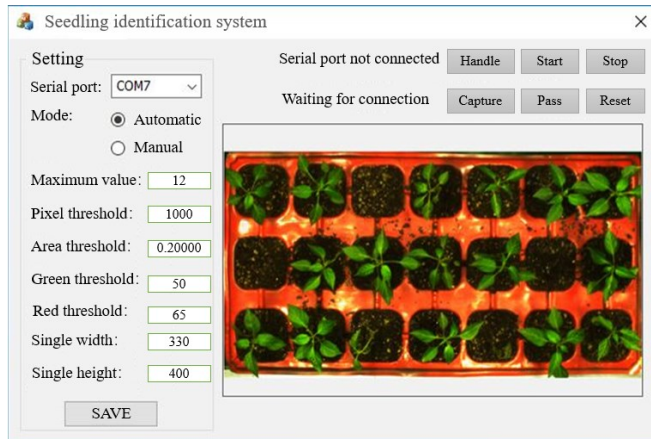 Seedling identification system
Setting
Serial port: COM7
Mode: Automatic
Manual
Maximum value: 12
Pixel threshold: 1000
Area threshold: 0.20000
Green threshold: 50
Red threshold: 65
Single width: 330
Single height: 400
SAVE
Serial port not connected Handle Start Stop
Waiting for connection Capture Pass Reset